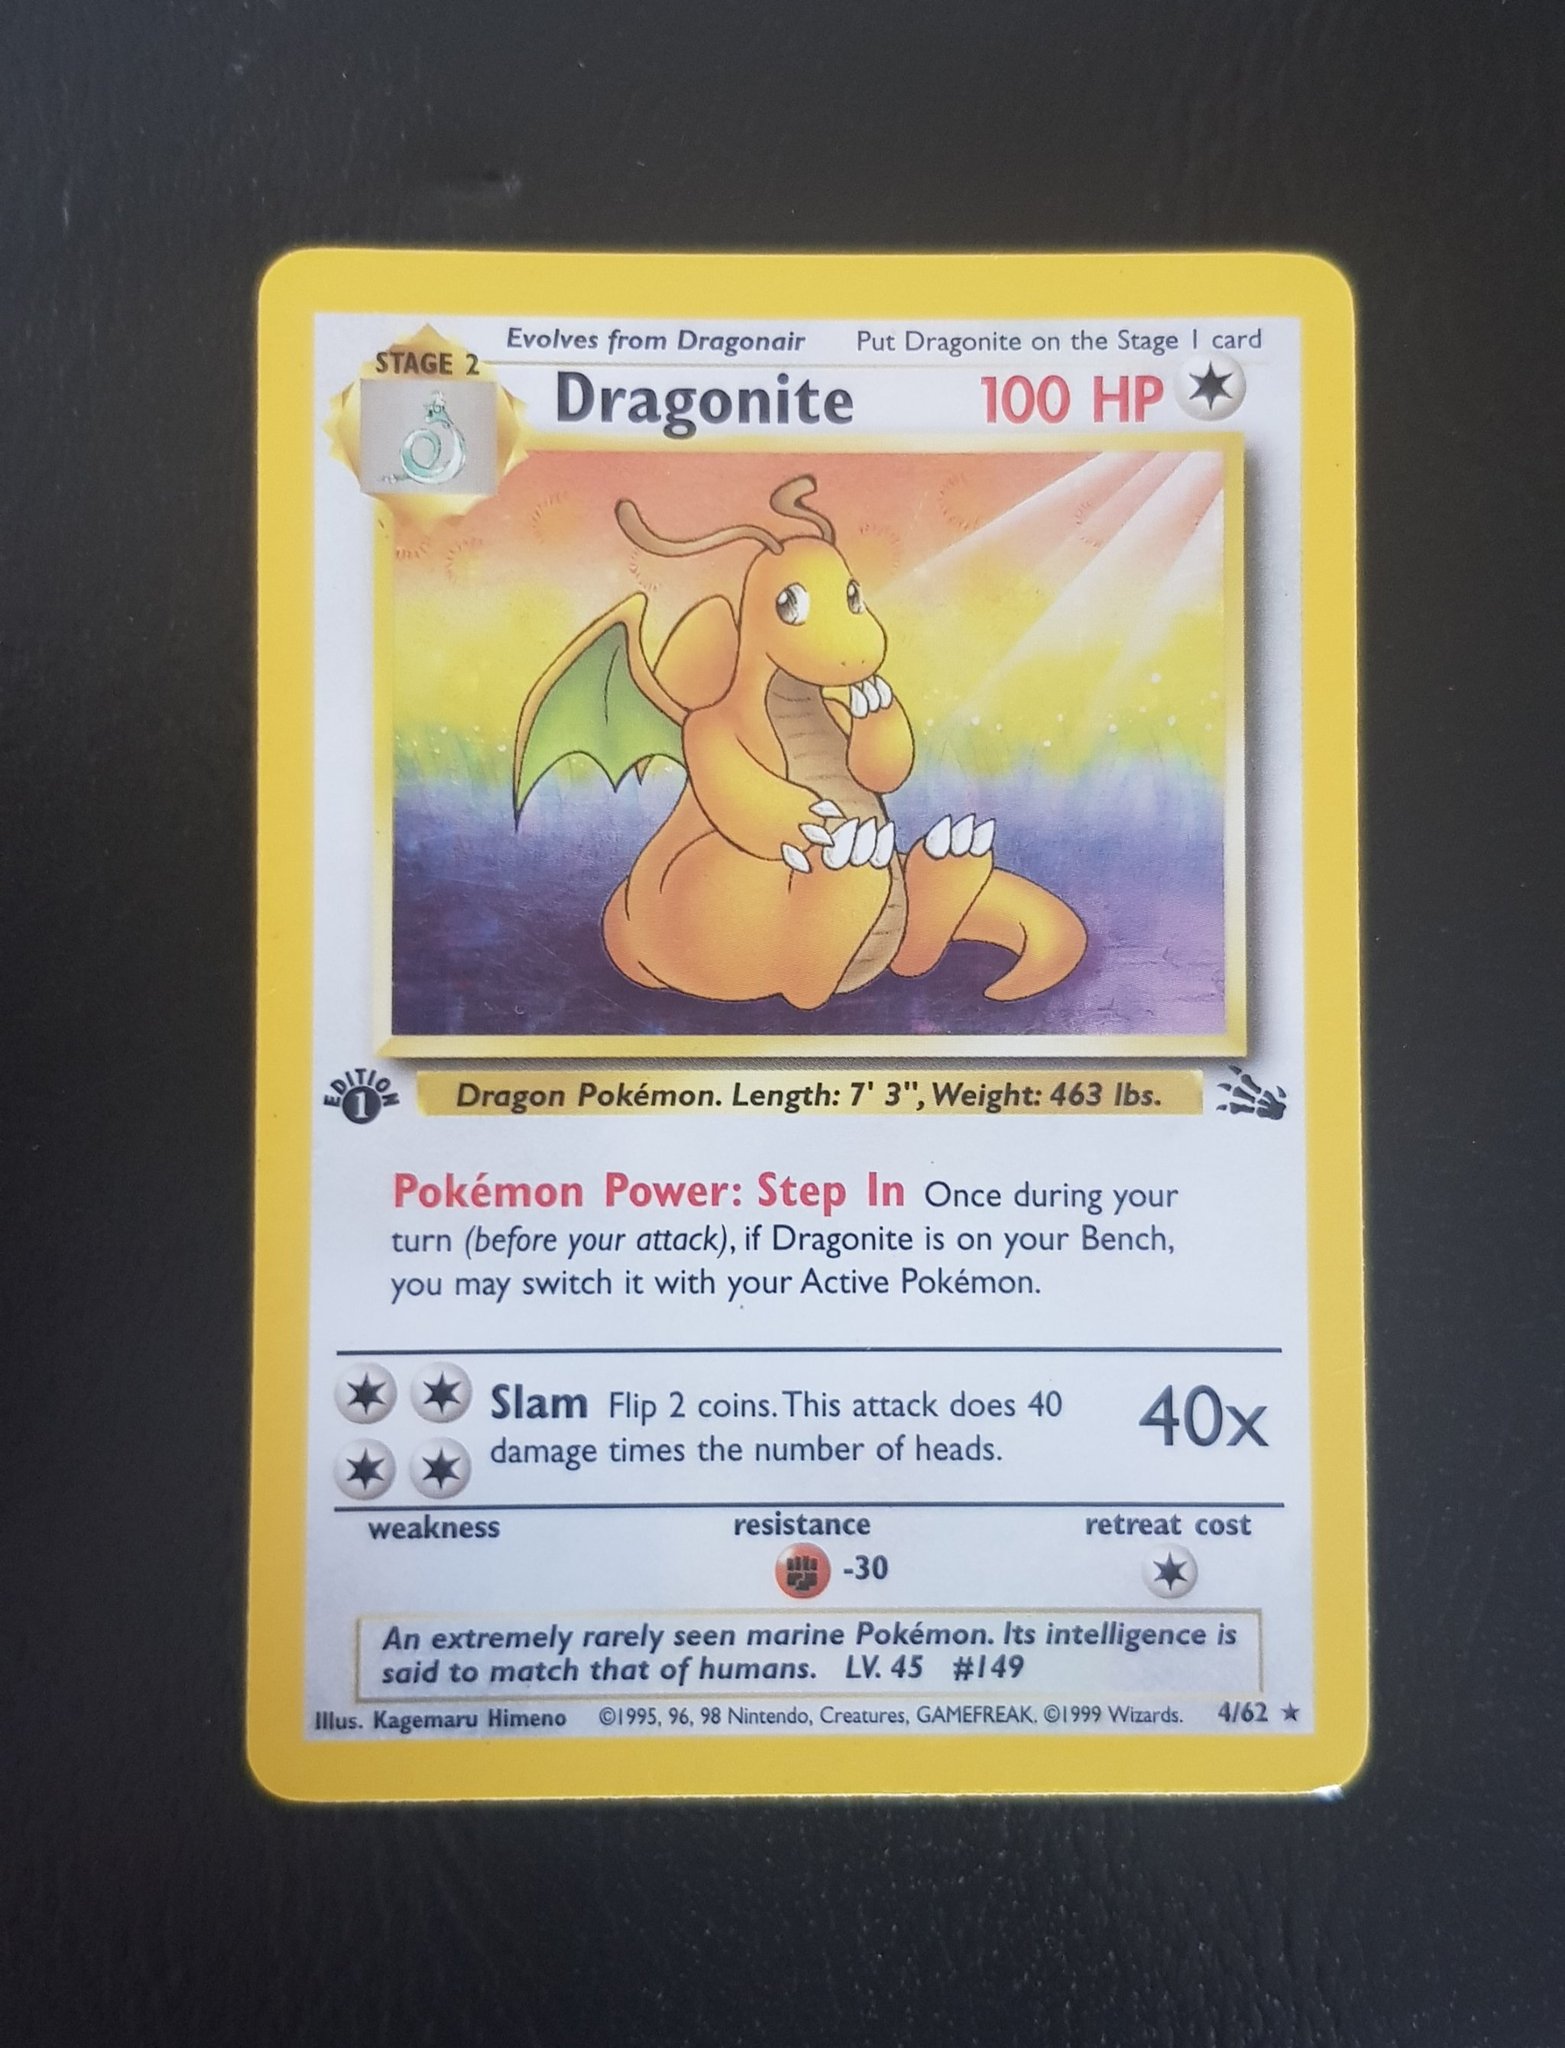 Evolves from Dragonair Put Dragonite on the Stage 1 card
STAGE 2
Dragonite 100 HP
EDITION 1
Dragon Pokémon. Length: 7' 3", Weight: 463 lbs.
Pokémon Power: Step In Once during your
turn (before your attack), if Dragonite is on your Bench,
you may switch it with your Active Pokémon.
Slam Flip 2 coins. This attack does 40
damage times the number of heads.
40x
weakness resistance retreat cost
-30
An extremely rarely seen marine Pokémon. Its intelligence is
said to match that of humans. LV. 45 #149
Illus. Kagemaru Himeno ©1995, 96, 98 Nintendo, Creatures, GAMEFREAK. ©1999 Wizards. 4/62 ★